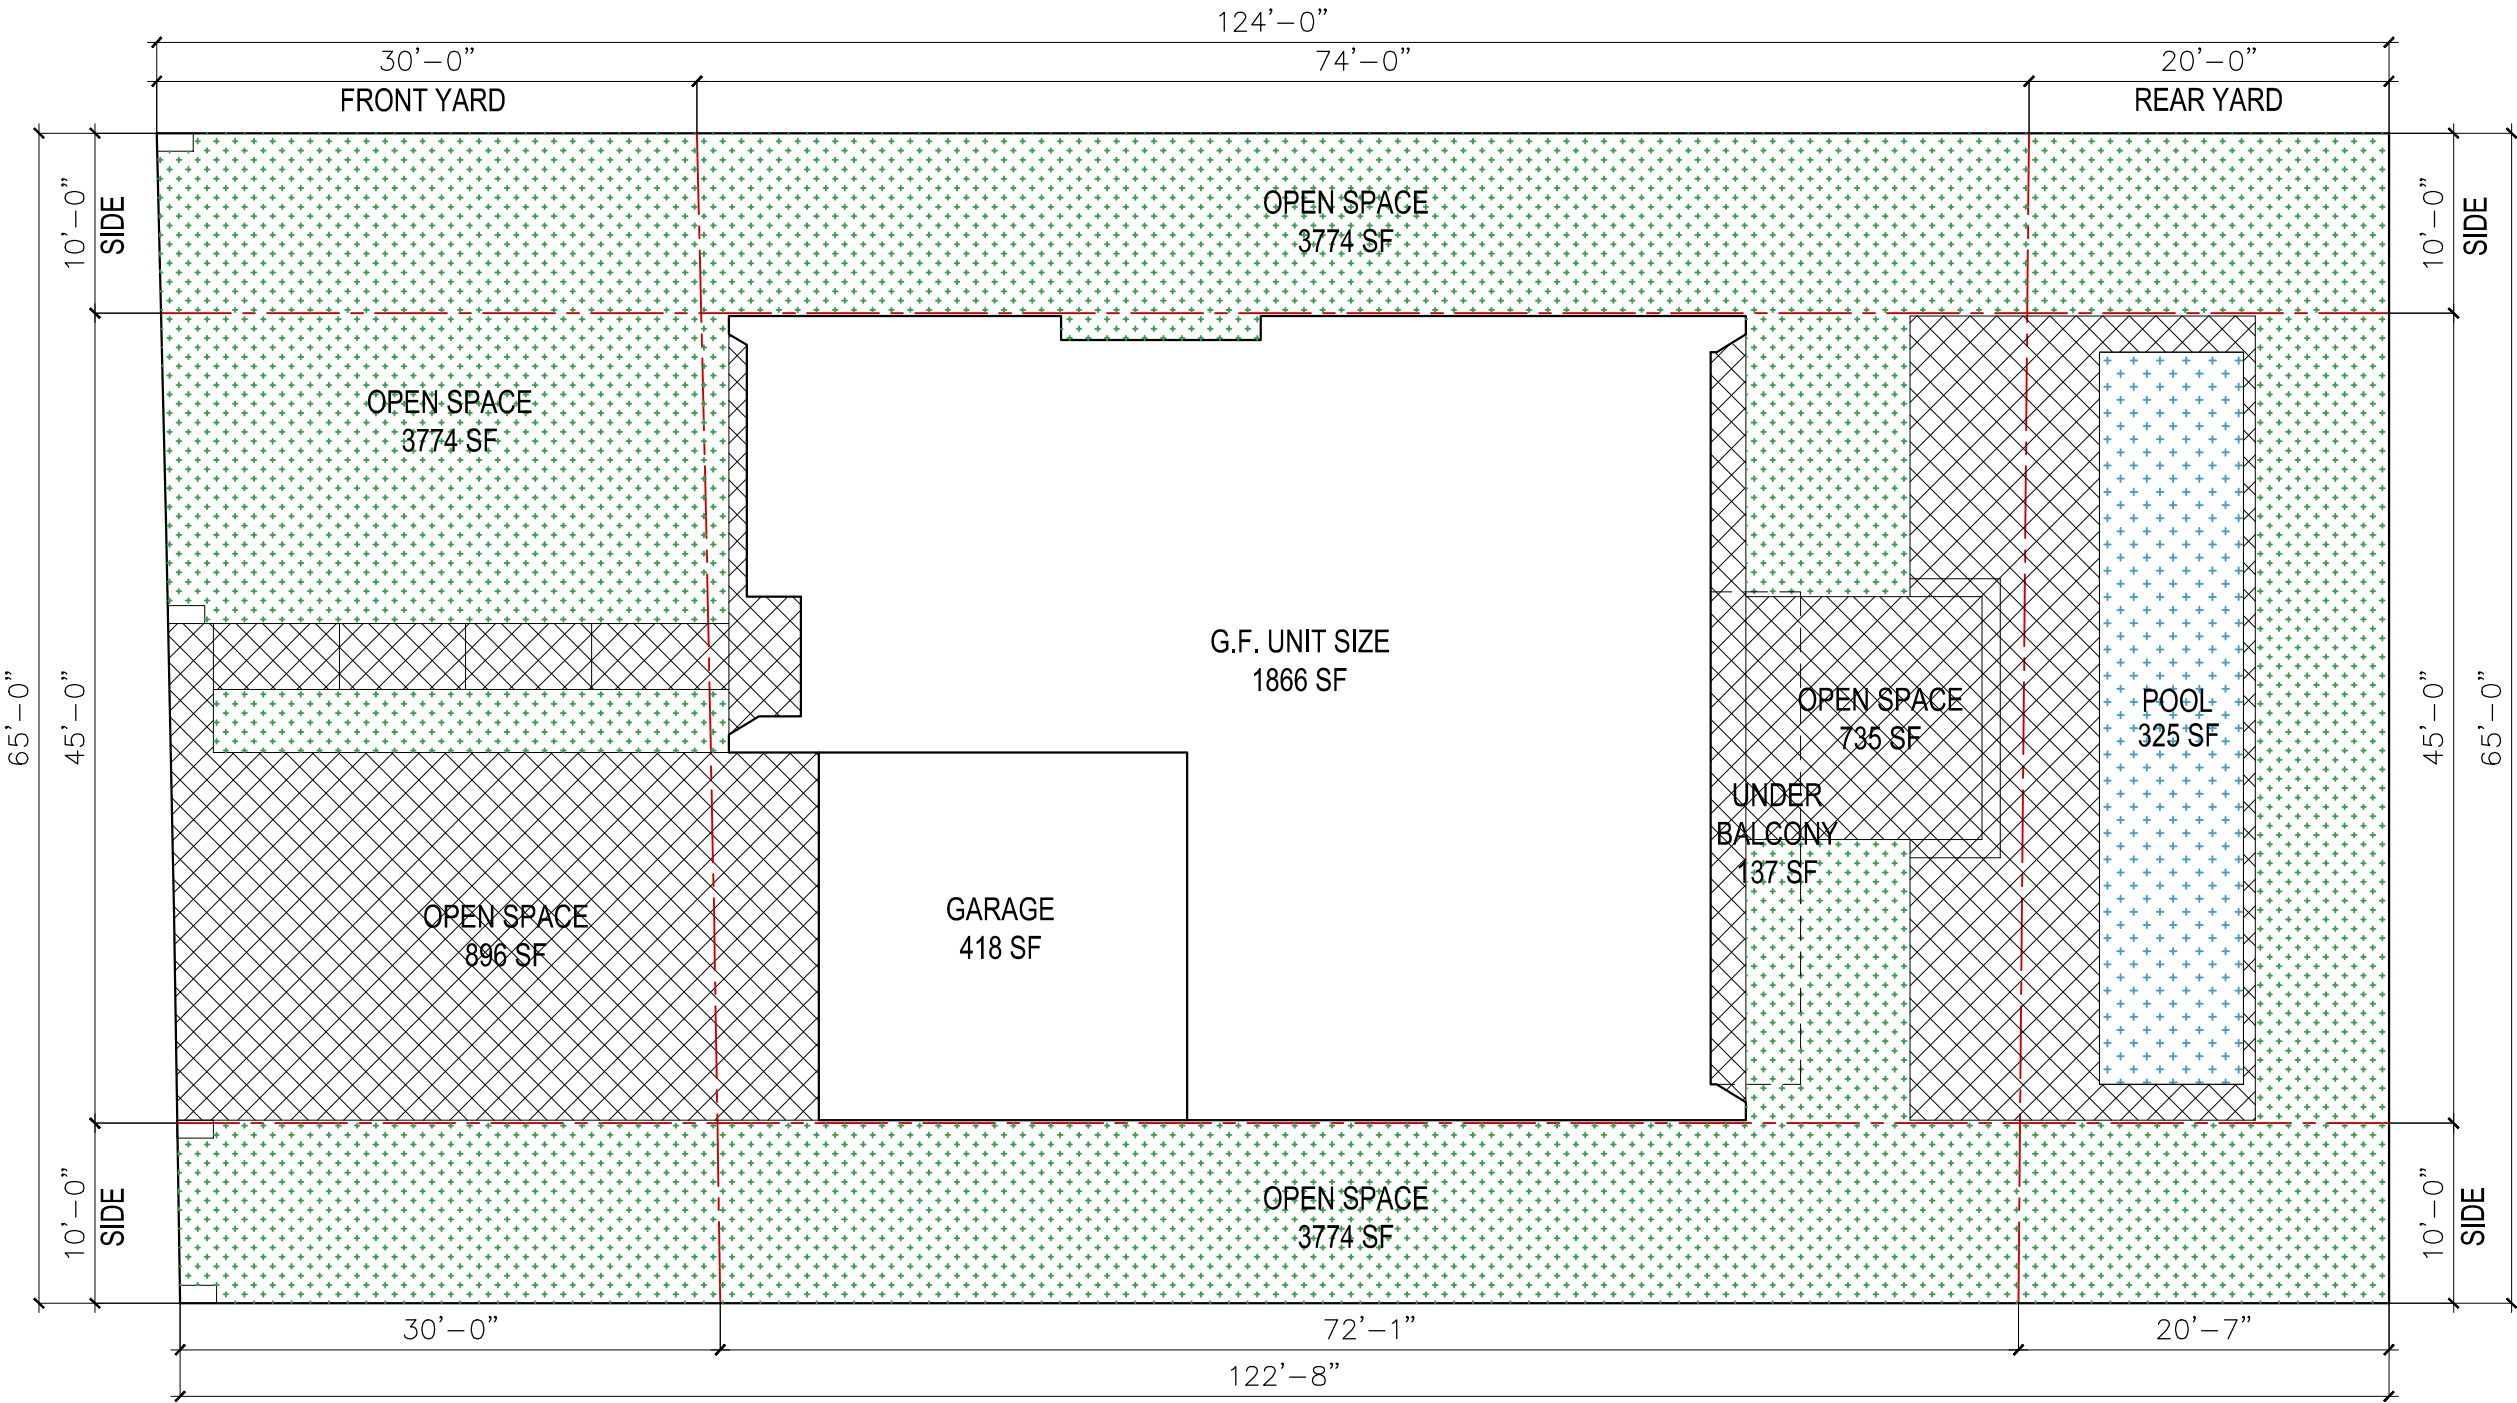 124'-0"
30'-0"
74'-0"
20'-0"
FRONT YARD
REAR YARD
10'-0"
SIDE
OPEN SPACE
3774 SF
10'-0"
SIDE
OPEN SPACE
3774 SF
65'-0"
45'-0"
G.F. UNIT SIZE
1866 SF
OPEN SPACE
735 SF
POOL
325 SF
45'-0"
65'-0"
UNDER
BALCONY
137 SF
OPEN SPACE
896 SF
GARAGE
418 SF
10'-0"
SIDE
OPEN SPACE
3774 SF
10'-0"
SIDE
30'-0"
72'-1"
20'-7"
122'-8"